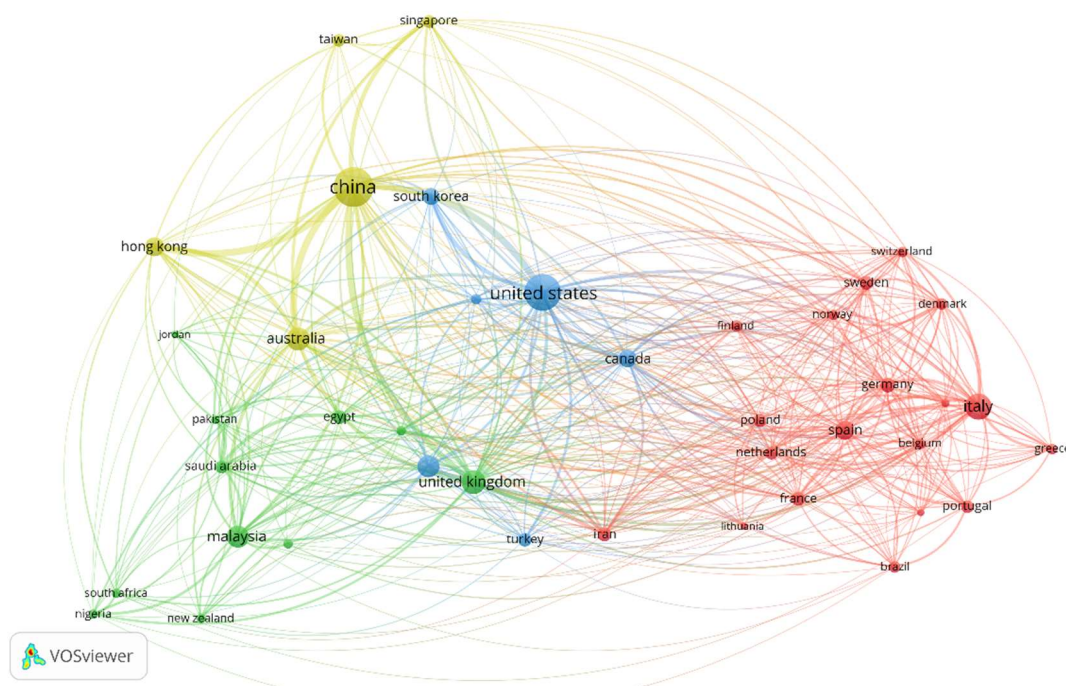 singapore
taiwan
china
south korea
hong kong
switzerland
sweden
united states
denmark
norway
finland
jordan
australia
canada
germany
italy
pakistan
egypt
poland
spain
belgium
greece
netherlands
saudi arabia
united kingdom
france
portugal
lithuania
iran
malaysia
turkey
brazil
south africa
nigeria
new zealand
VOSviewer